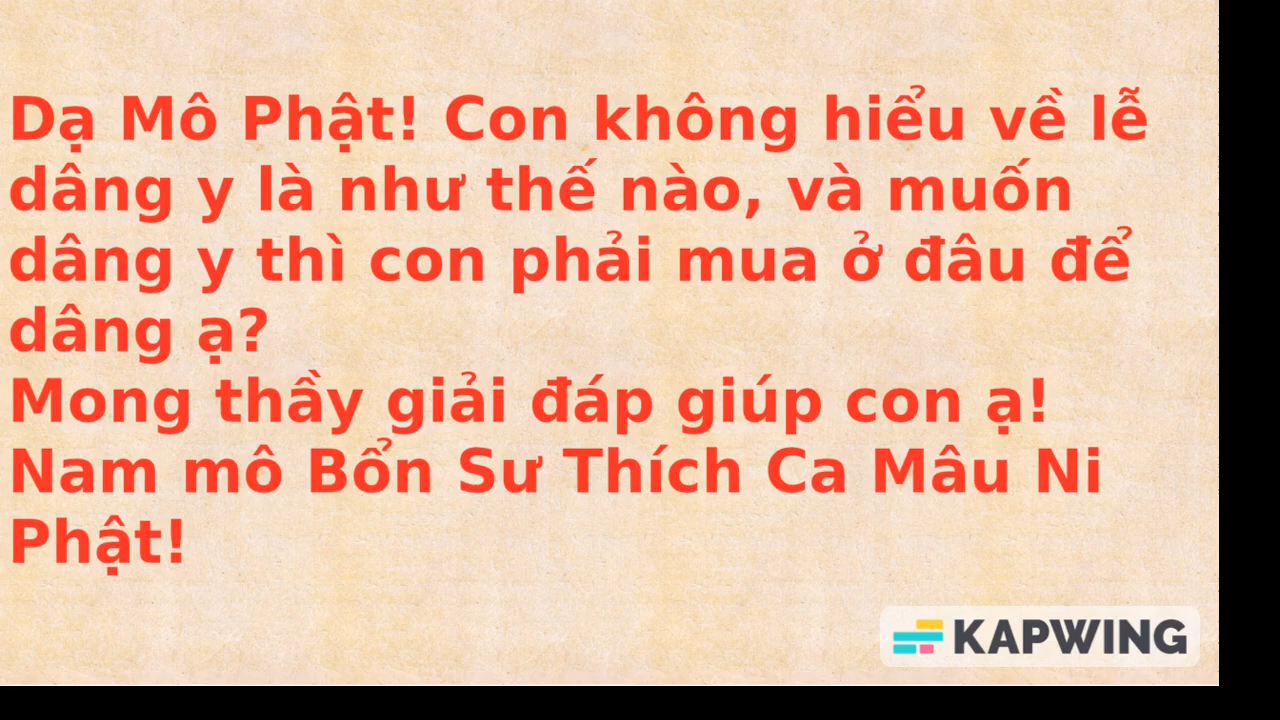 Dạ Mô Phật! Con không hiểu về lễ
dâng y là như thế nào, và muốn
dâng y thì con phải mua ở đâu để
dâng ạ?
Mong thầy giải đáp giúp con ạ!
Nam mô Bổn Sư Thích Ca Mâu Ni
Phật!
KAPWING